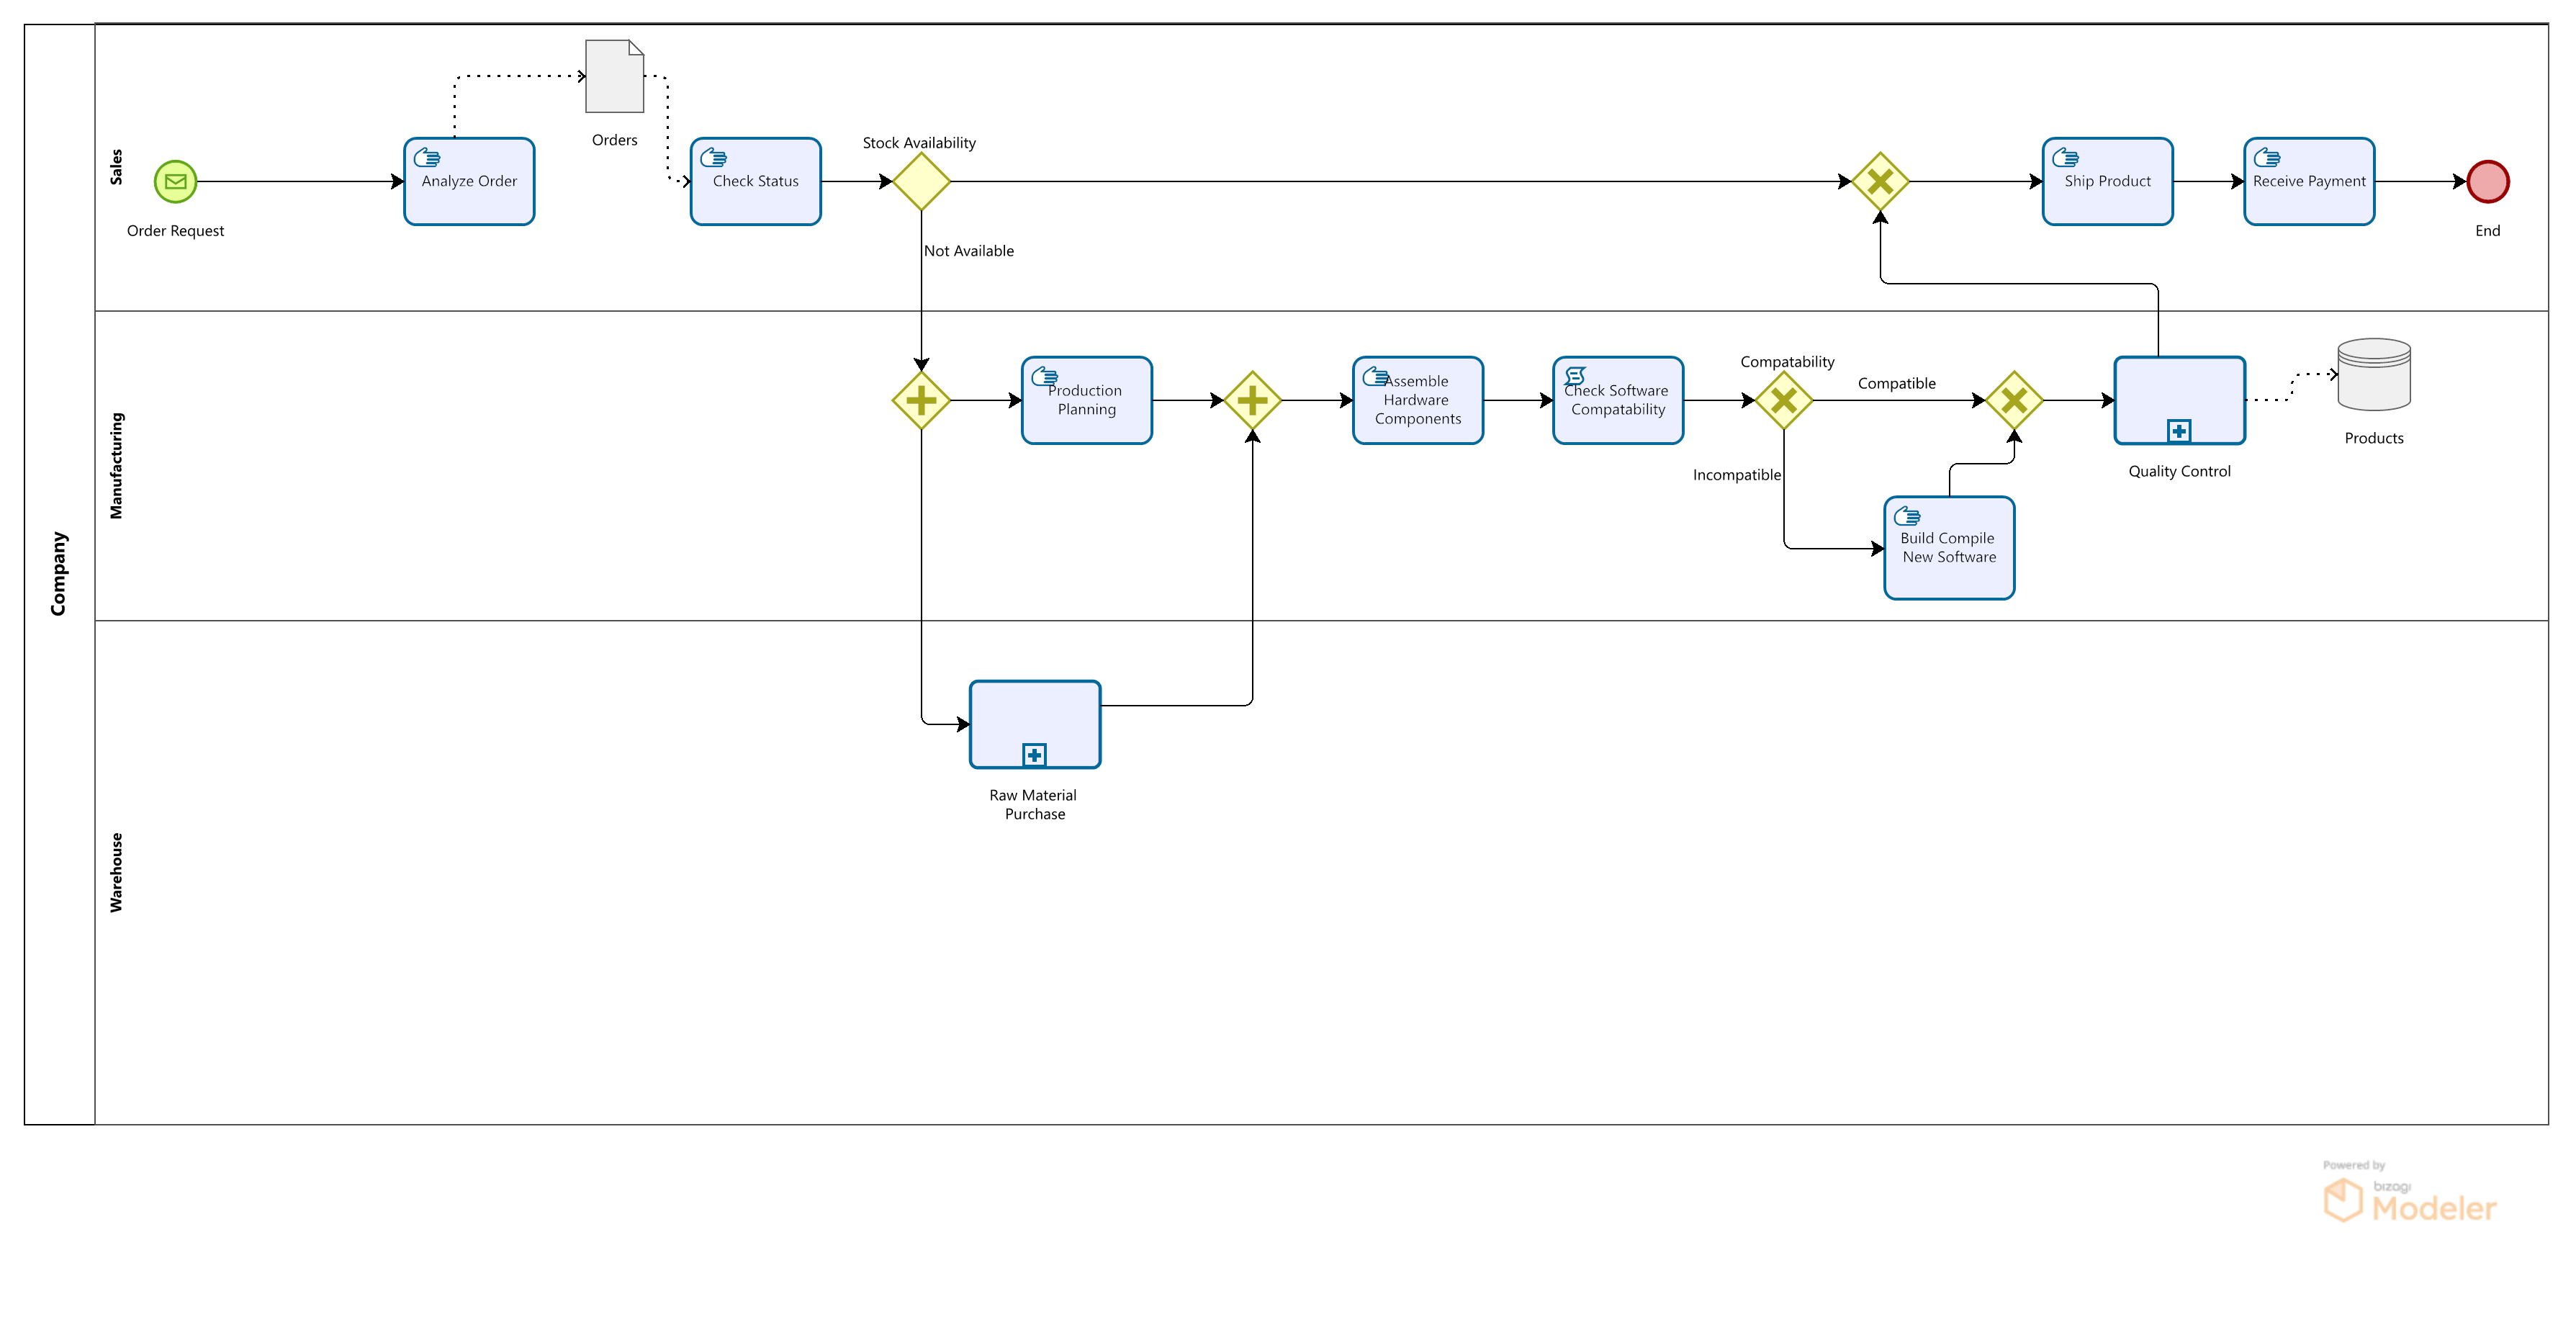 Company
Sales
Order Request
Analyze Order
Orders
Check Status
Stock Availability
Not Available
Ship Product
Receive Payment
End
Manufacturing
Production
Planning
Assemble
Hardware
Components
Check Software
Compatability
Compatability
Compatible
Incompatible
Build Compile
New Software
Quality Control
Products
Warehouse
Raw Material
Purchase
Powered by
bizagi
Modeler